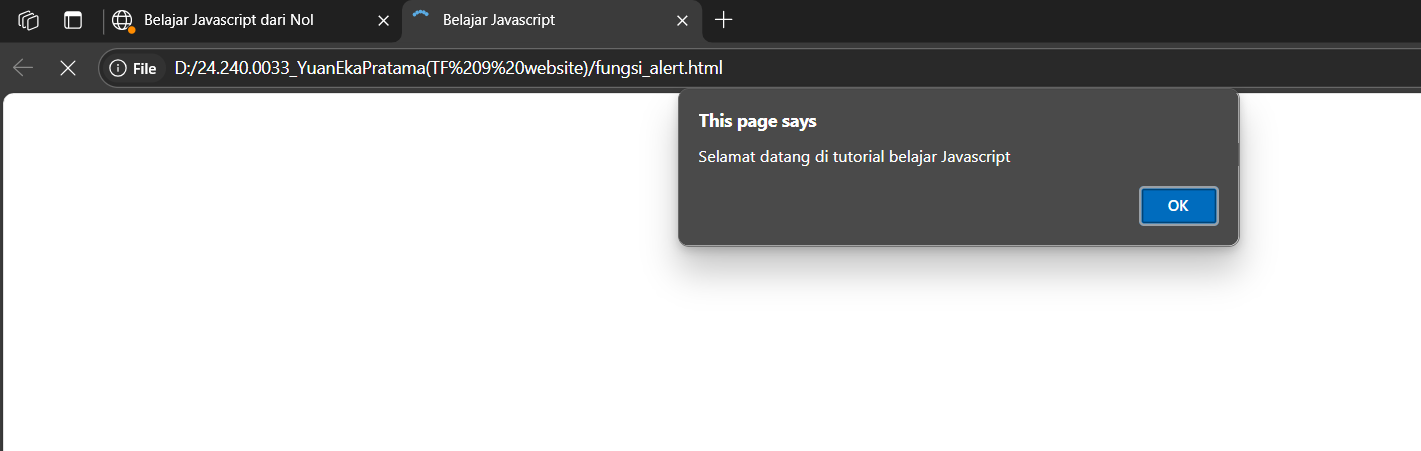 Belajar Javascript dari Nol
Belajar Javascript
File
D:/24.240.0033_YuanEkaPratama(TF%209%20website)/fungsi_alert.html
This page says
Selamat datang di tutorial belajar Javascript
OK